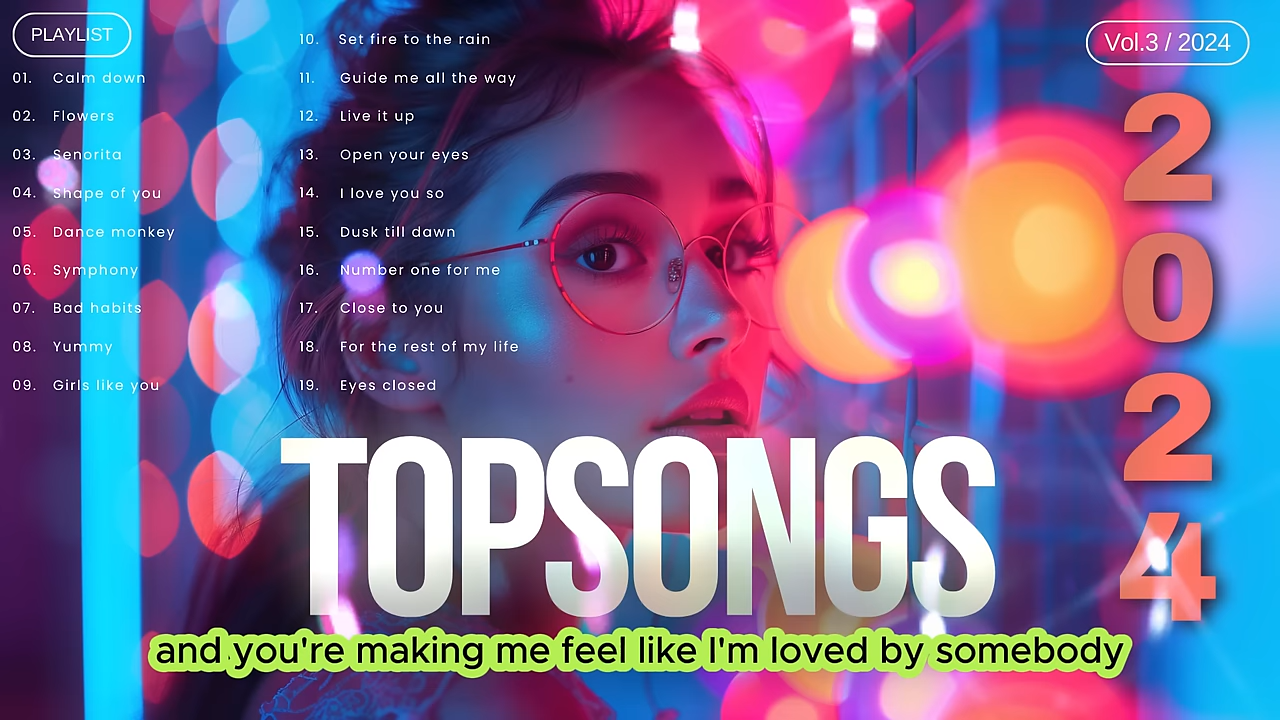 PLAYLIST
01. Calm down
02. Flowers
03. Senorita
04. Shape of you
05. Dance monkey
06. Symphony
07. Bad habits
08. Yummy
09. Girls like you
10. Set fire to the rain
11. Guide me all the way
12. Live it up
13. Open your eyes
14. I love you so
15. Dusk till dawn
16. Number one for me
17. Close to you
18. For the rest of my life
19. Eyes closed
Vol.3 / 2024
2
0
2
4
TOPSONGS
and you're making me feel like I'm loved by somebody